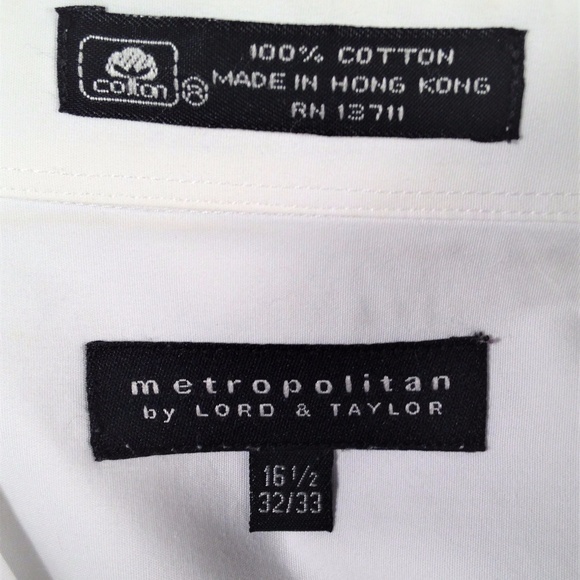 cotton ®
100% COTTON
MADE IN HONG KONG
RN 13711
metropolitan
by LORD & TAYLOR
16 1/2
32/33